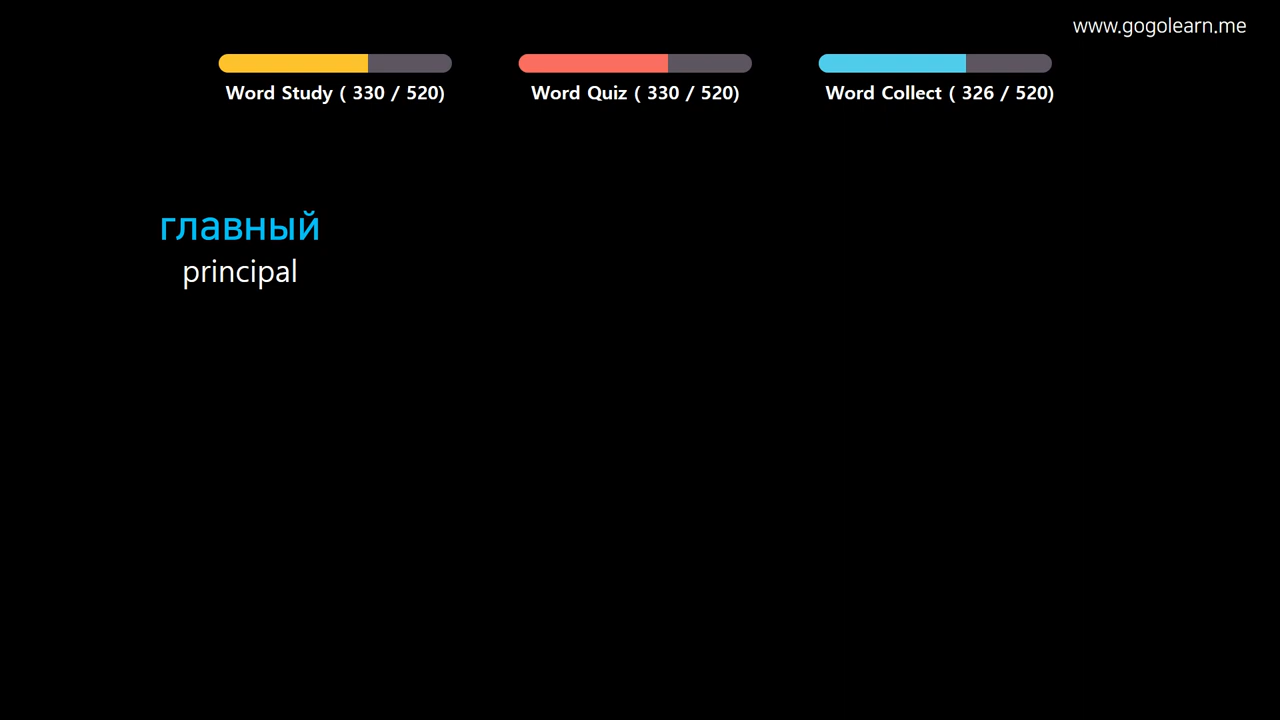 www.gogolearn.me
Word Study ( 330 / 520)
Word Quiz ( 330 / 520)
Word Collect ( 326 / 520)
главный
principal